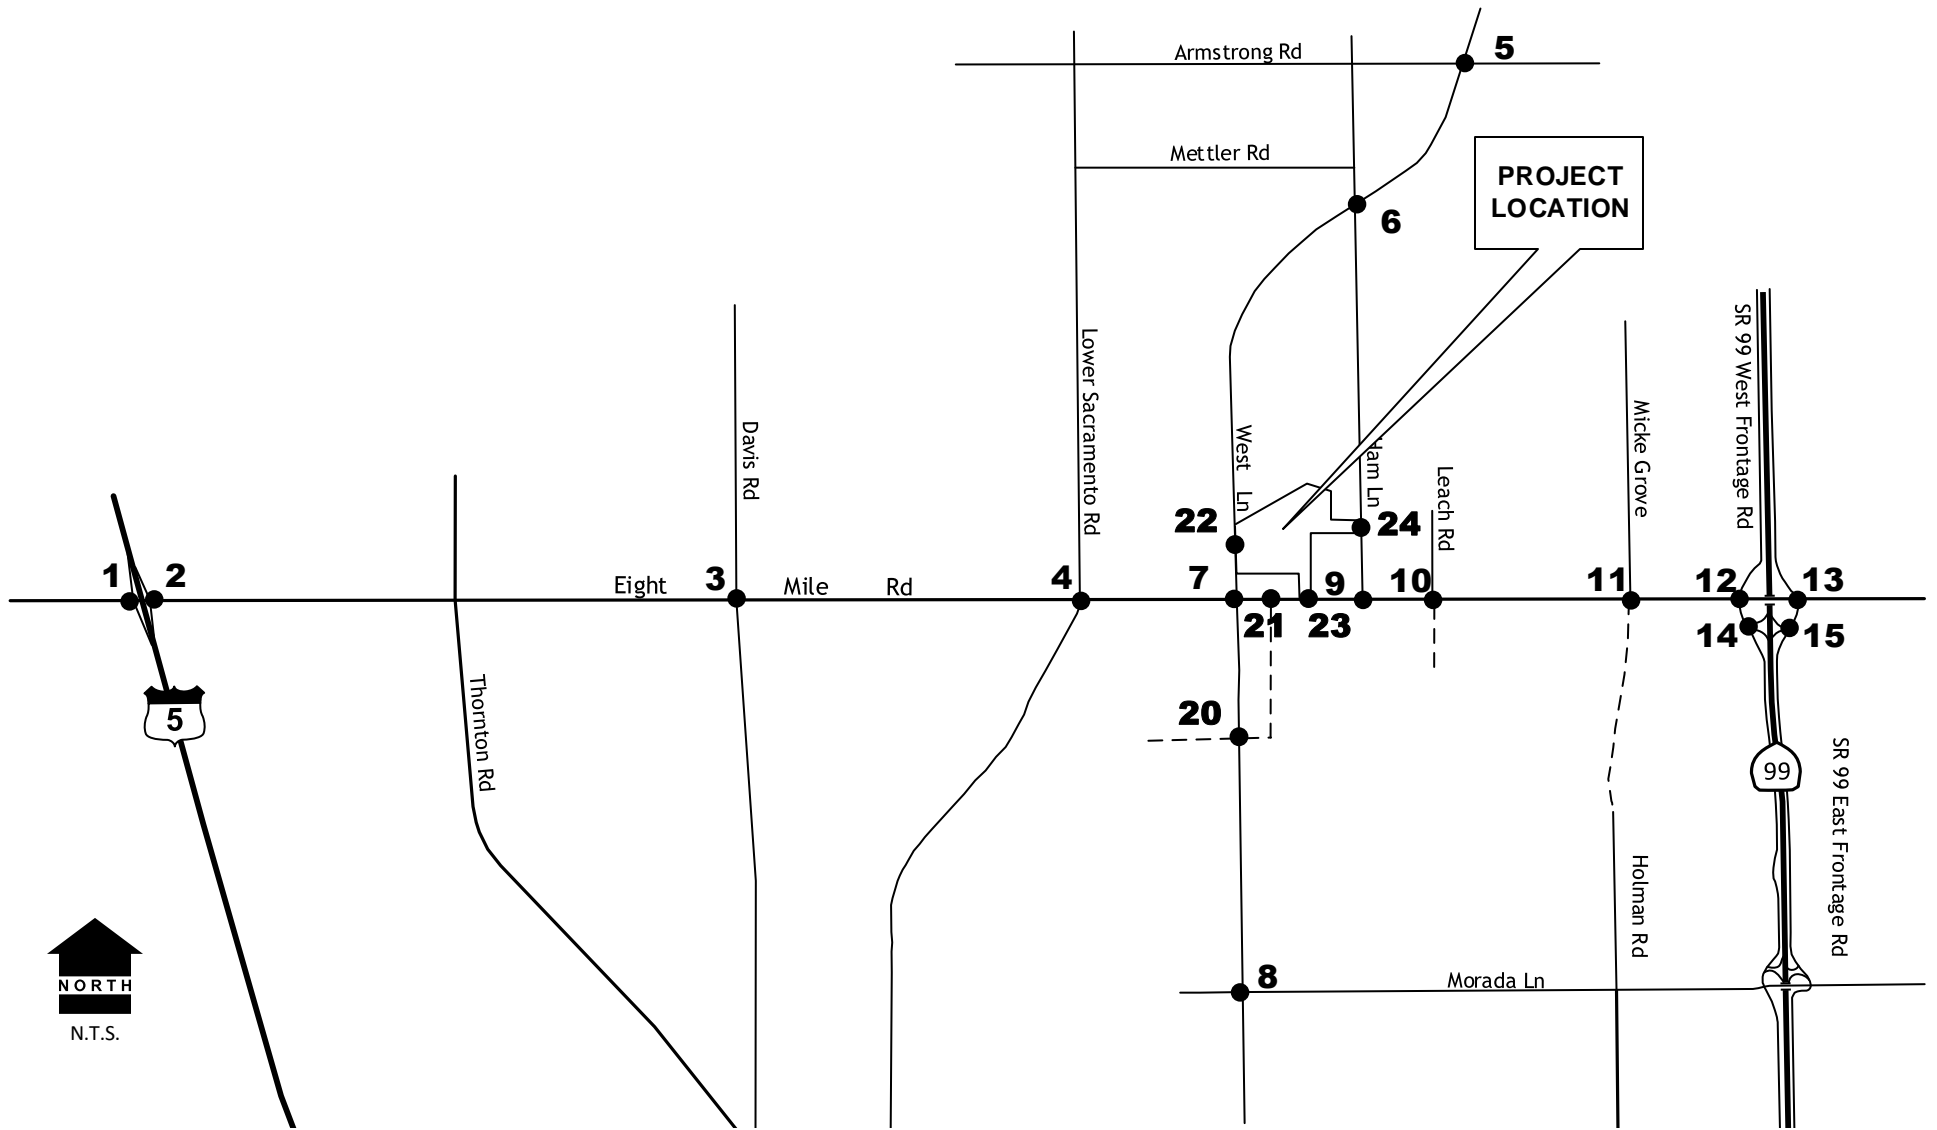 Armstrong Rd
5
Mettler Rd
PROJECT
LOCATION
6
SR 99 West Frontage Rd
Lower Sacramento Rd
Micke Grove
Davis Rd
West Ln
Ln
Leach Rd
22
24
1
2
3
4
7
9
10
11
12
13
Eight Mile Rd
21
23
14
15
5
Thornton Rd
20
99
SR 99 East Frontage Rd
Holman Rd
NORTH
N.T.S.
8
Morada Ln